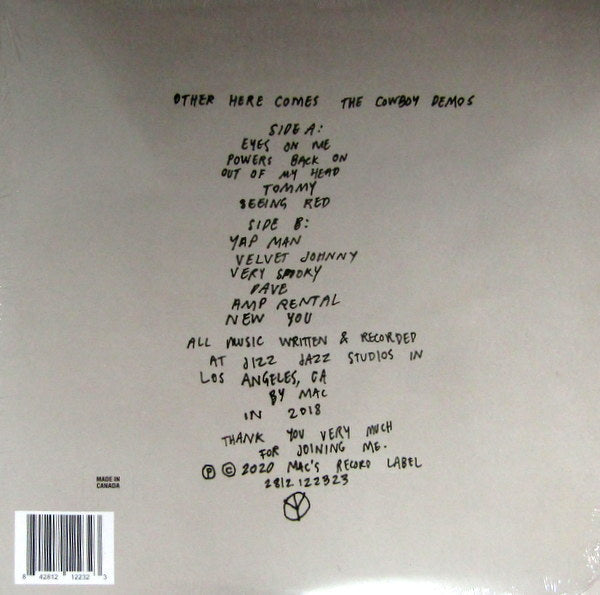 OTHER HERE COMES THE COWBOY DEMOS
SIDE A:
EYES ON ME
POWERS BACK ON
OUT OF MY HEAD
TOMMY
SEEING RED
SIDE B:
YAP MAN
VELVET JOHNNY
VERY SPOOKY
DAVE
AMP RENTAL
NEW YOU
ALL MUSIC WRITTEN & RECORDED
AT JIZZ JAZZ STUDIOS IN
LOS ANGELES, CA
BY MAC
IN 2018
THANK YOU VERY MUCH
FOR JOINING ME.
℗ © 2020 MAC'S RECORD LABEL
2812122323
MADE IN
CANADA
8 42812 12232 3